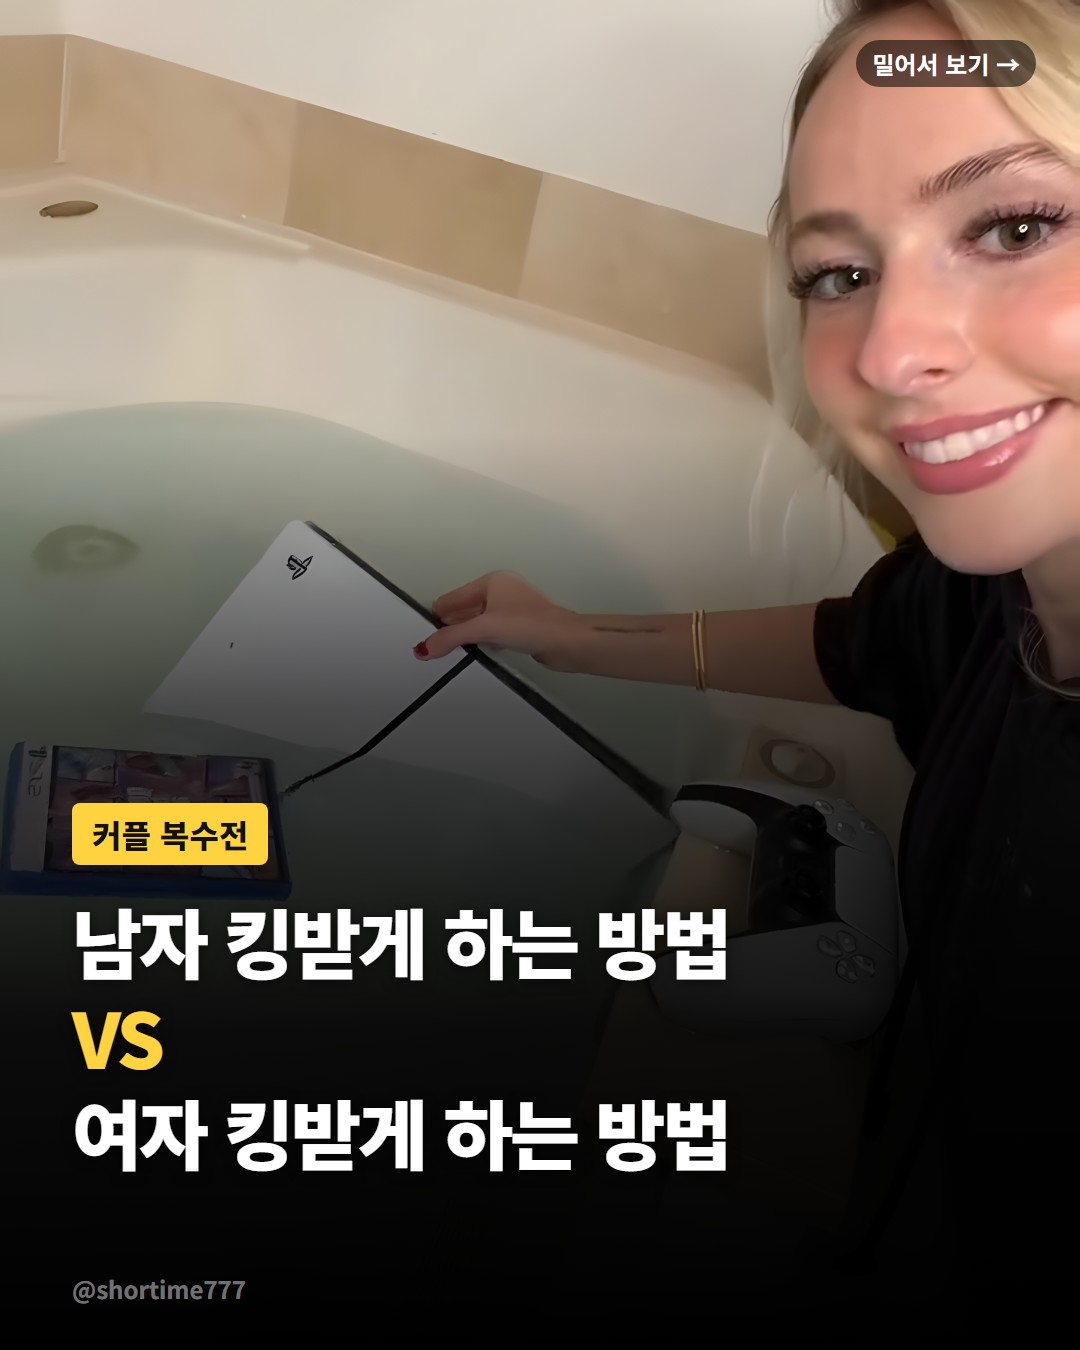 밀어서 보기 →
커플 복수전
남자 킹받게 하는 방법
VS
여자 킹받게 하는 방법
@shortime777